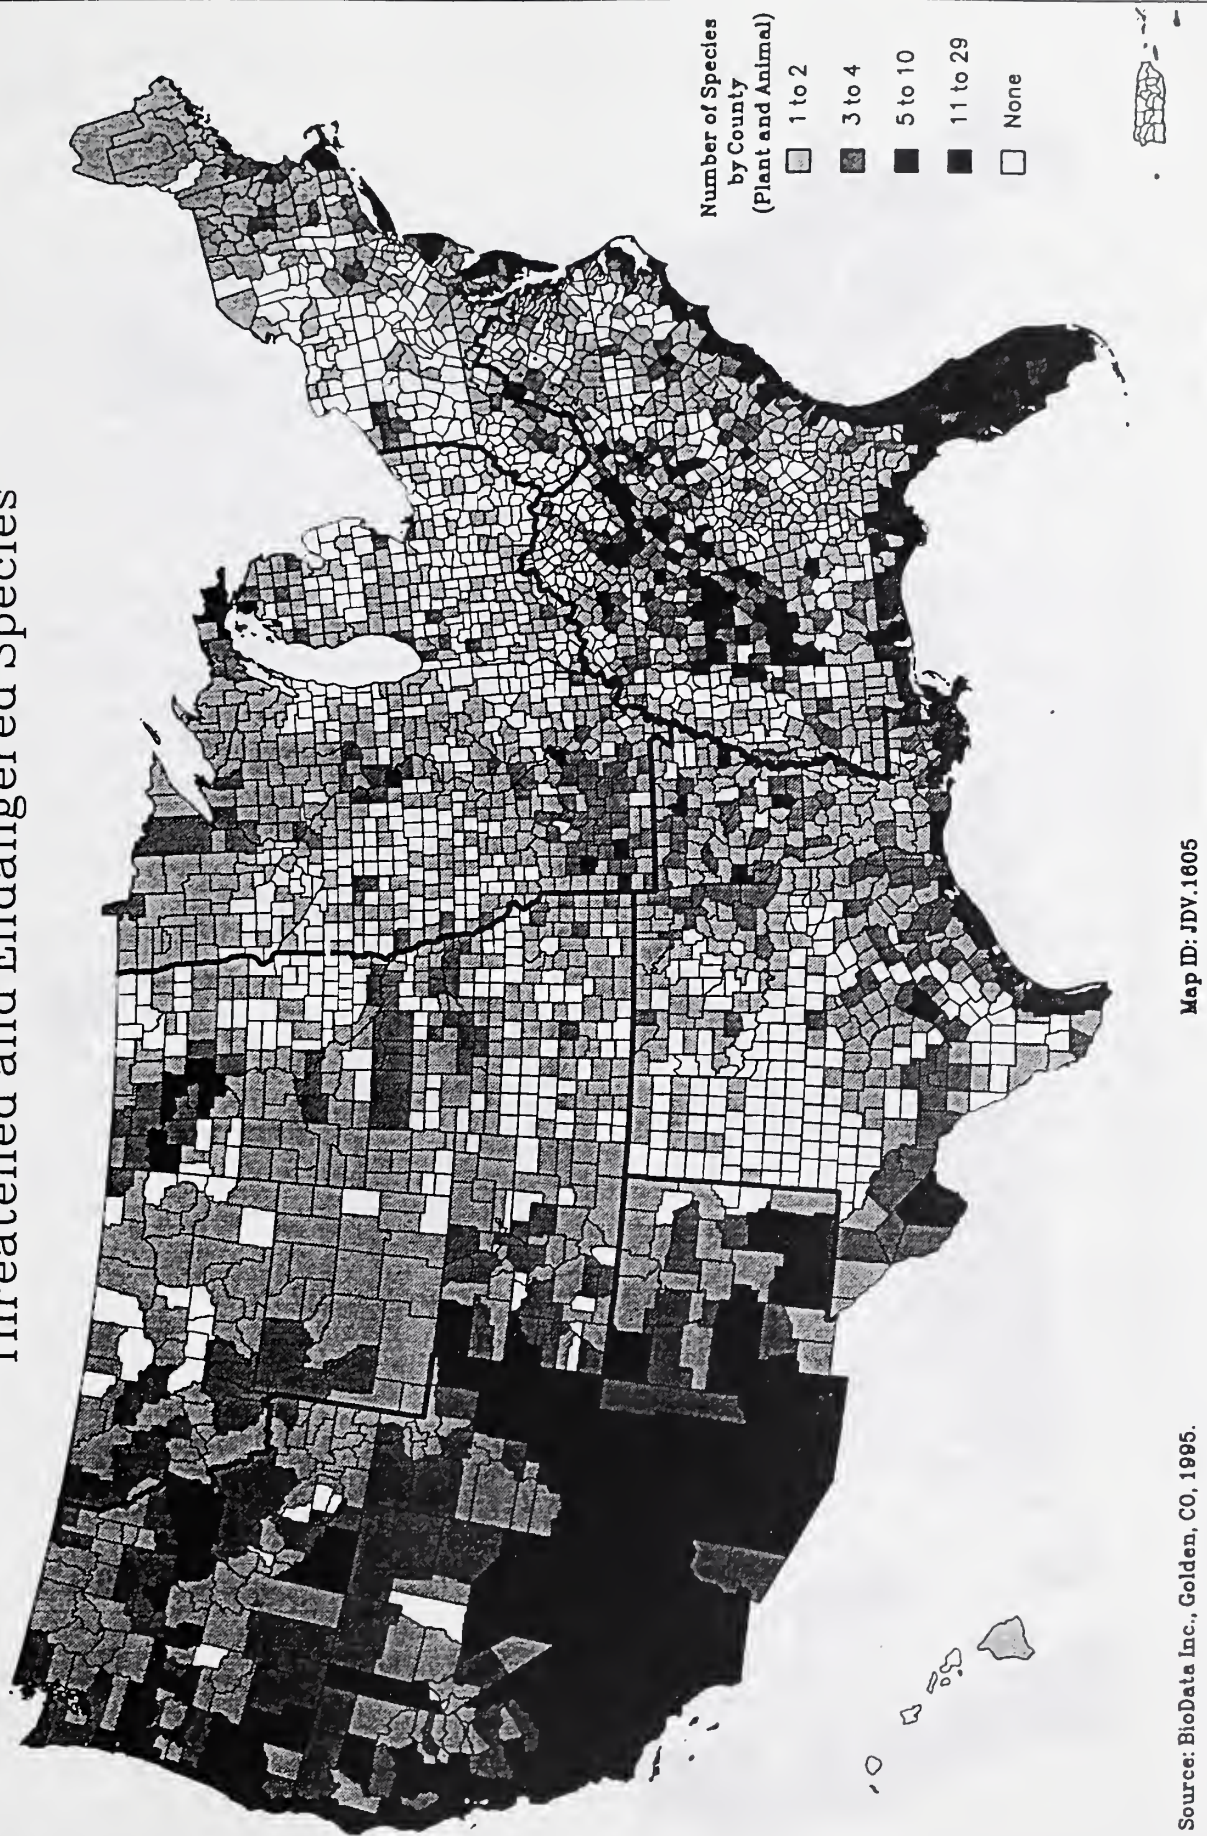 Threatened and Endangered Species
Number of Species
by County
(Plant and Animal)
1 to 2
3 to 4
5 to 10
11 to 29
None
Map ID: JDV.1605
Source: BioData Inc., Golden, CO, 1995.